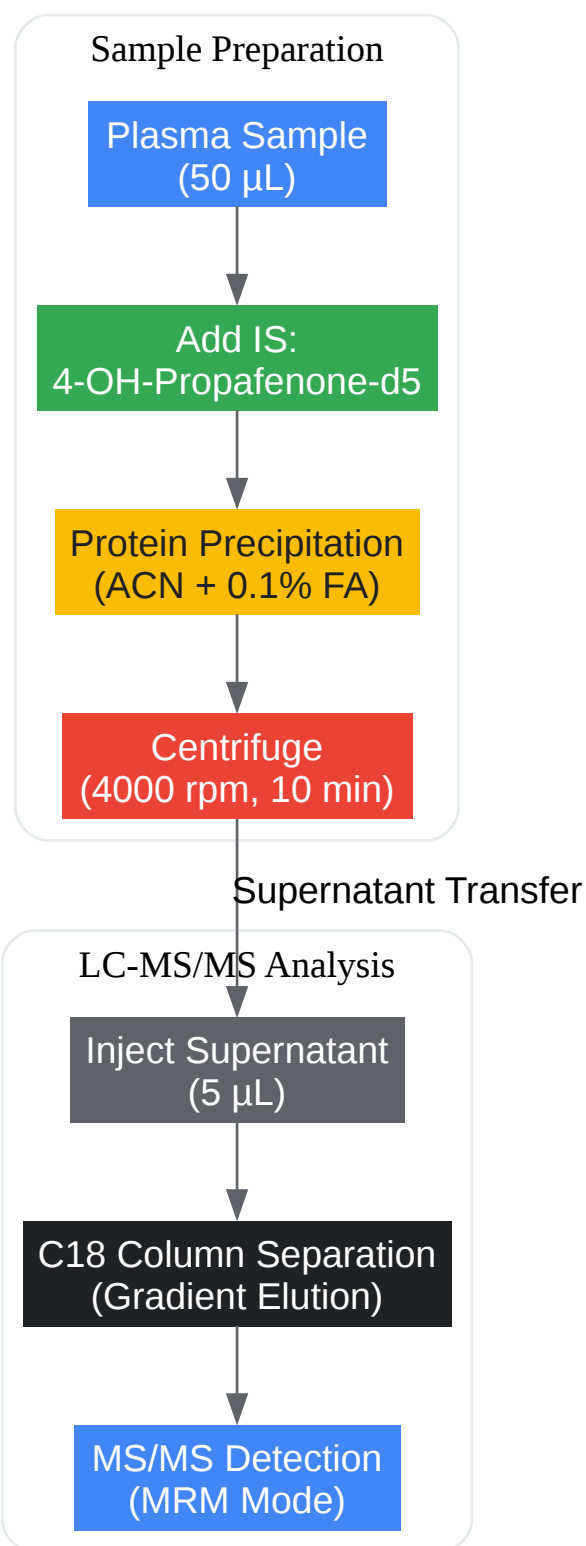 Sample Preparation
Plasma Sample
(50 µL)
Add IS:
4-OH-Propafenone-d5
Protein Precipitation
(ACN + 0.1% FA)
Centrifuge
(4000 rpm, 10 min)
Supernatant Transfer
LC-MS/MS Analysis
Inject Supernatant
(5 µL)
C18 Column Separation
(Gradient Elution)
MS/MS Detection
(MRM Mode)